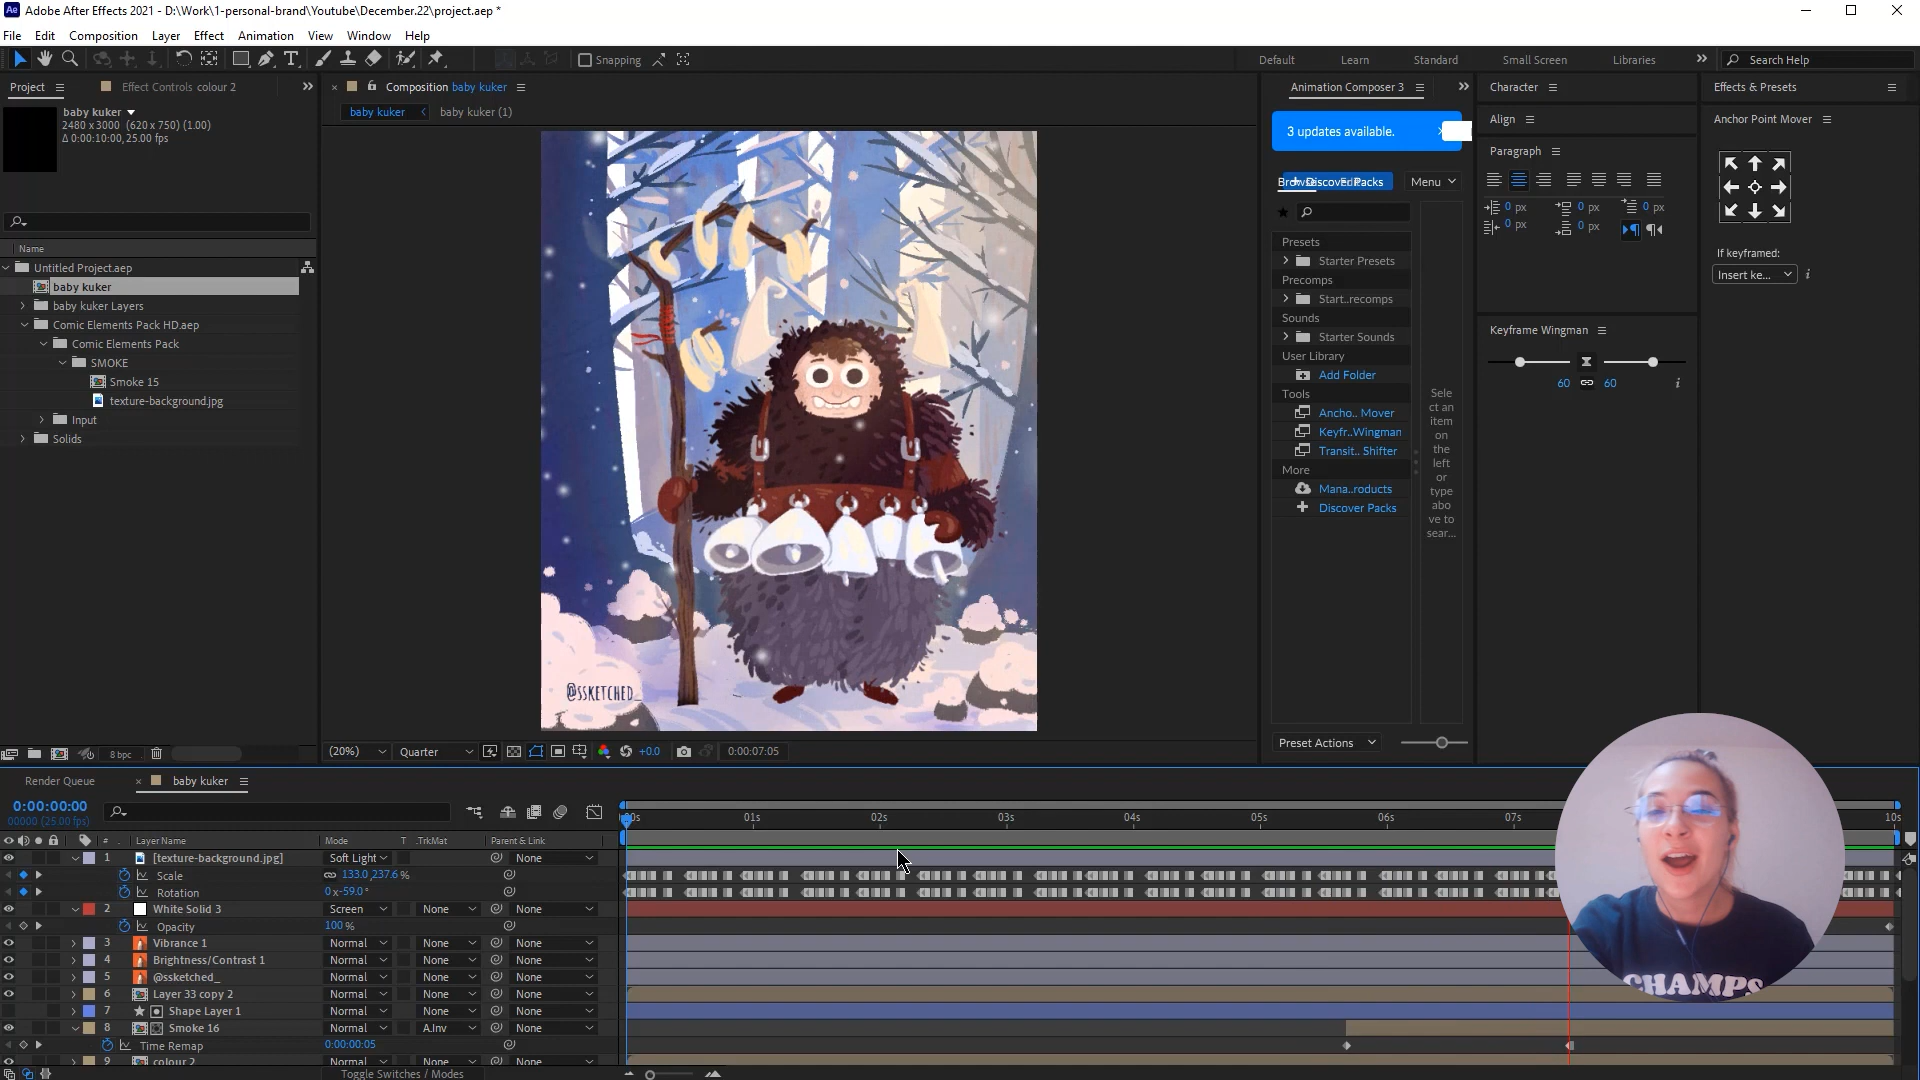 Adobe After Effects 2021 - D:\Work\1-personal-brand\Youtube\December.22\project.aep *
File Edit Composition Layer Effect Animation View Window Help
Snapping
Default Learn Standard Small Screen Libraries Search Help
Project Effect Controls colour 2
baby kuker
2480 x 3000 (620 x 750) (1.00)
Δ 0:00:10:00, 25.00 fps
Name
Untitled Project.aep
baby kuker
baby kuker Layers
Comic Elements Pack HD.aep
Comic Elements Pack
SMOKE
Smoke 15
texture-background.jpg
Input
Solids
8 bpc
Composition baby kuker
baby kuker baby kuker (1)
@SSKETCHED_
(20%) Quarter +0.0 0:00:07:05
Animation Composer 3
3 updates available.
Discover Packs Menu
Presets
Starter Presets
Precomps
Start..recomps
Sounds
Starter Sounds
User Library
Add Folder
Tools
Ancho.. Mover
Keyfr..Wingman
Transit.. Shifter
More
Mana..roducts
Discover Packs
Sele
ct an
item
on
the
left
or
type
abo
ve to
sear...
Preset Actions
Character
Align
Paragraph
0 px 0 px 0 px
0 px 0 px
Keyframe Wingman
60 60
Effects & Presets
Anchor Point Mover
If keyframed:
Insert ke...
Render Queue baby kuker
0:00:00:00
00000 (25.00 fps)
00s 01s 02s 03s 04s 05s 06s 07s 10s
# Layer Name Mode T .TrkMat Parent & Link
1 [texture-background.jpg] Soft Light None
Scale 133.0,237.6 %
Rotation 0 x-59.0 °
2 White Solid 3 Screen None None
Opacity 100 %
3 Vibrance 1 Normal None None
4 Brightness/Contrast 1 Normal None None
5 @ssketched_ Normal None None
6 Layer 33 copy 2 Normal None None
7 Shape Layer 1 Normal None None
8 Smoke 16 Normal A.Inv None
Time Remap 0:00:00:05
9 colour 2 Normal None None
Toggle Switches / Modes
CHAMPS